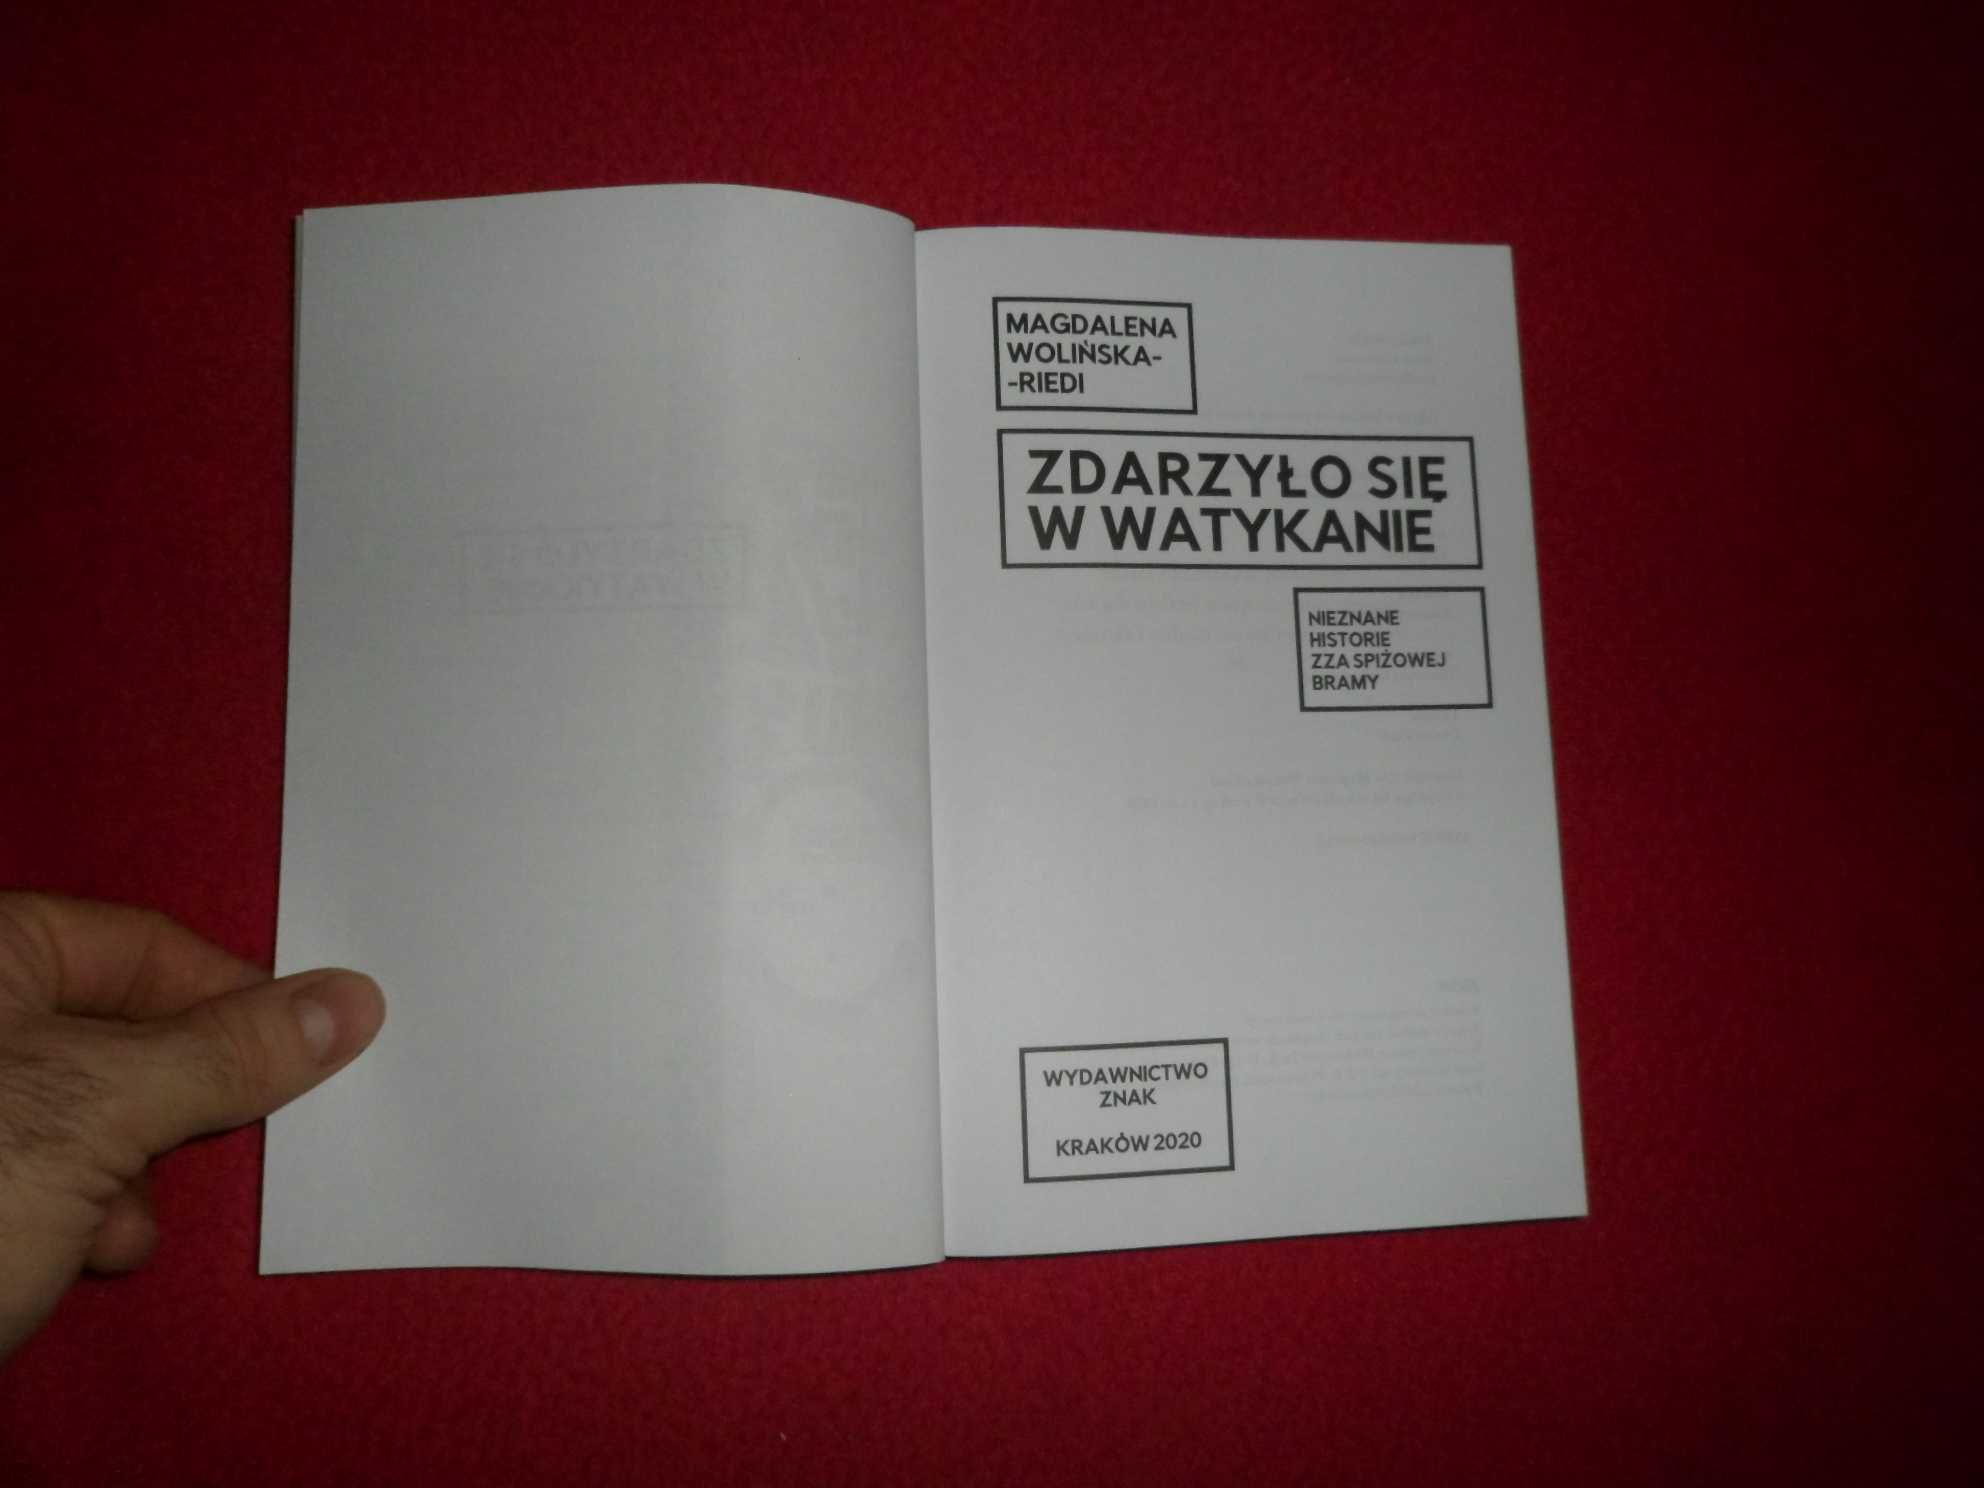 MAGDALENA
WOLIŃSKA-
-RIEDI
ZDARZYŁO SIĘ
W WATYKANIE
NIEZNANE
HISTORIE
ZZA SPIŻOWEJ
BRAMY
WYDAWNICTWO
ZNAK
KRAKÓW 2020